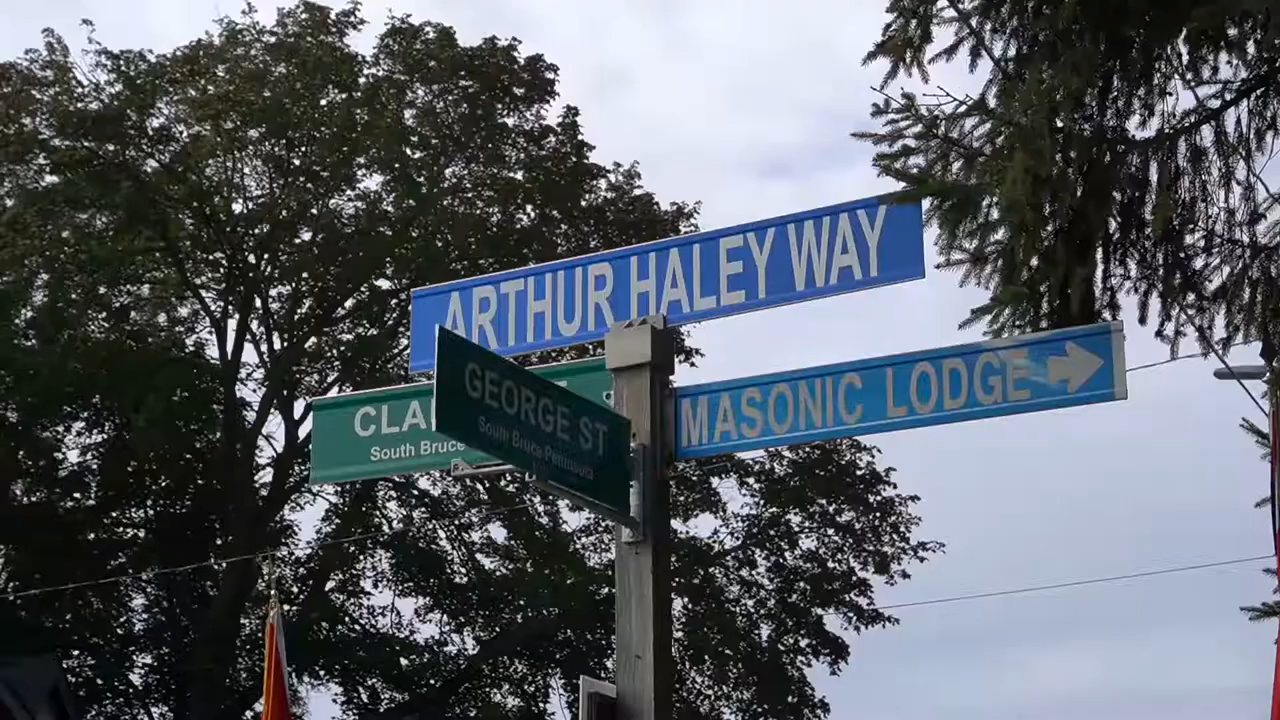 ARTHUR HALEY WAY
GEORGE ST
South Bruce Peninsula
South Bruce
MASONIC LODGE